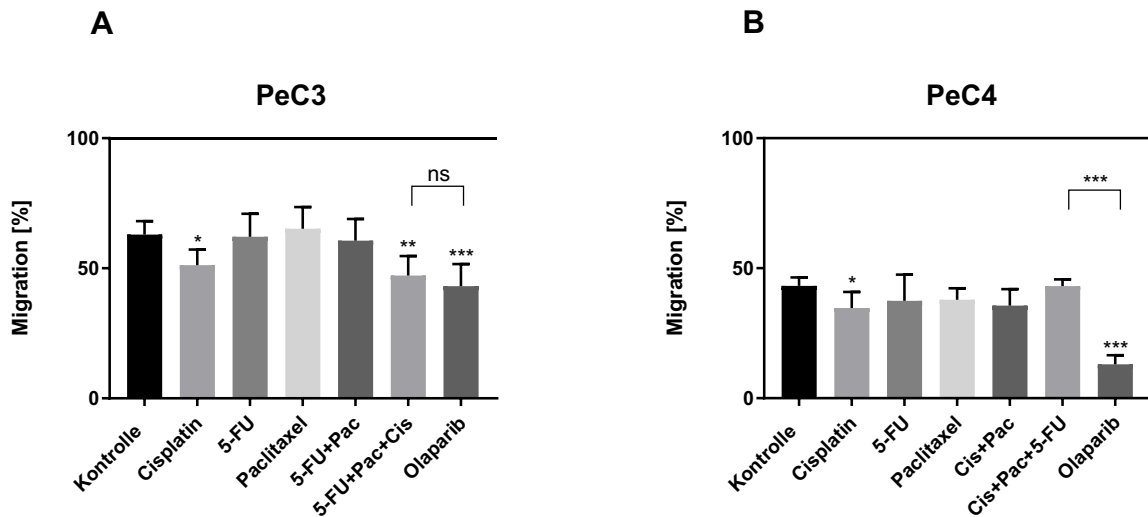 A
PeC3
Migration [%]
100
50
0
*
**
***
ns
Kontrolle
Cisplatin
5-FU
Paclitaxel
5-FU+Pac
5-FU+Pac+Cis
Olaparib
B
PeC4
Migration [%]
100
50
0
*
***
***
Kontrolle
Cisplatin
5-FU
Paclitaxel
Cis+Pac
Cis+Pac+5-FU
Olaparib